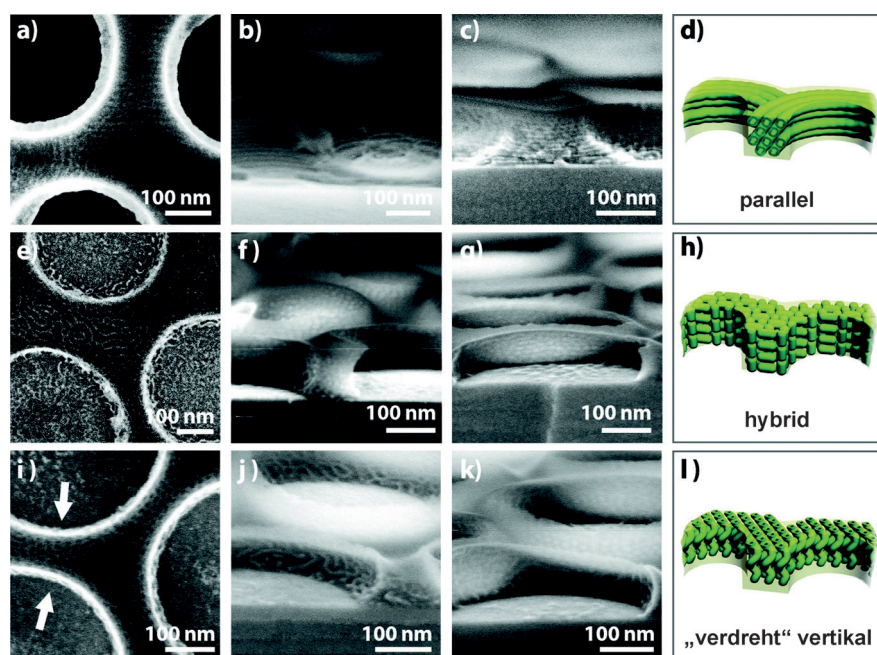 a)
100 nm
b)
100 nm
c)
100 nm
d)
parallel
e)
100 nm
f)
100 nm
g)
100 nm
h)
hybrid
i)
100 nm
j)
100 nm
k)
100 nm
l)
„verdreht“ vertikal